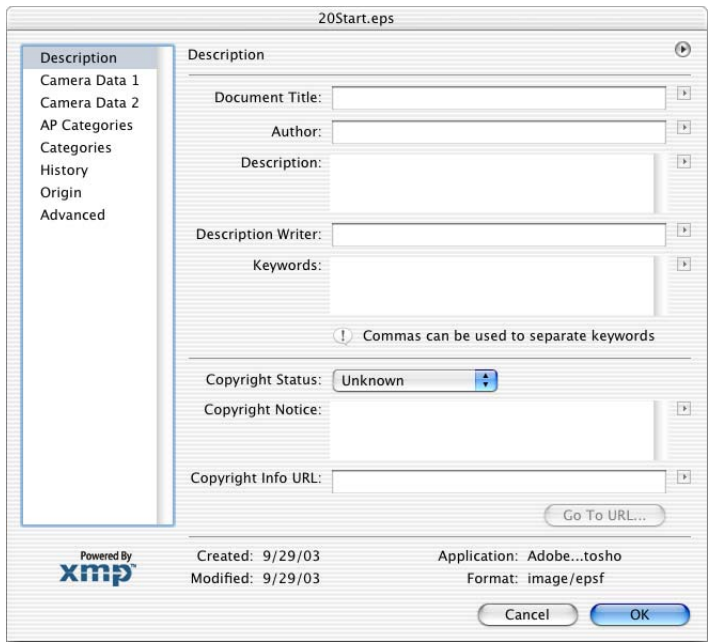 20Start.eps
Description
Camera Data 1
Camera Data 2
AP Categories
Categories
History
Origin
Advanced
Description
Document Title:
Author:
Description:
Description Writer:
Keywords:
! Commas can be used to separate keywords
Copyright Status: Unknown
Copyright Notice:
Copyright Info URL:
Go To URL...
Powered By
xmp™
Created: 9/29/03
Modified: 9/29/03
Application: Adobe...tosho
Format: image/epsf
Cancel
OK